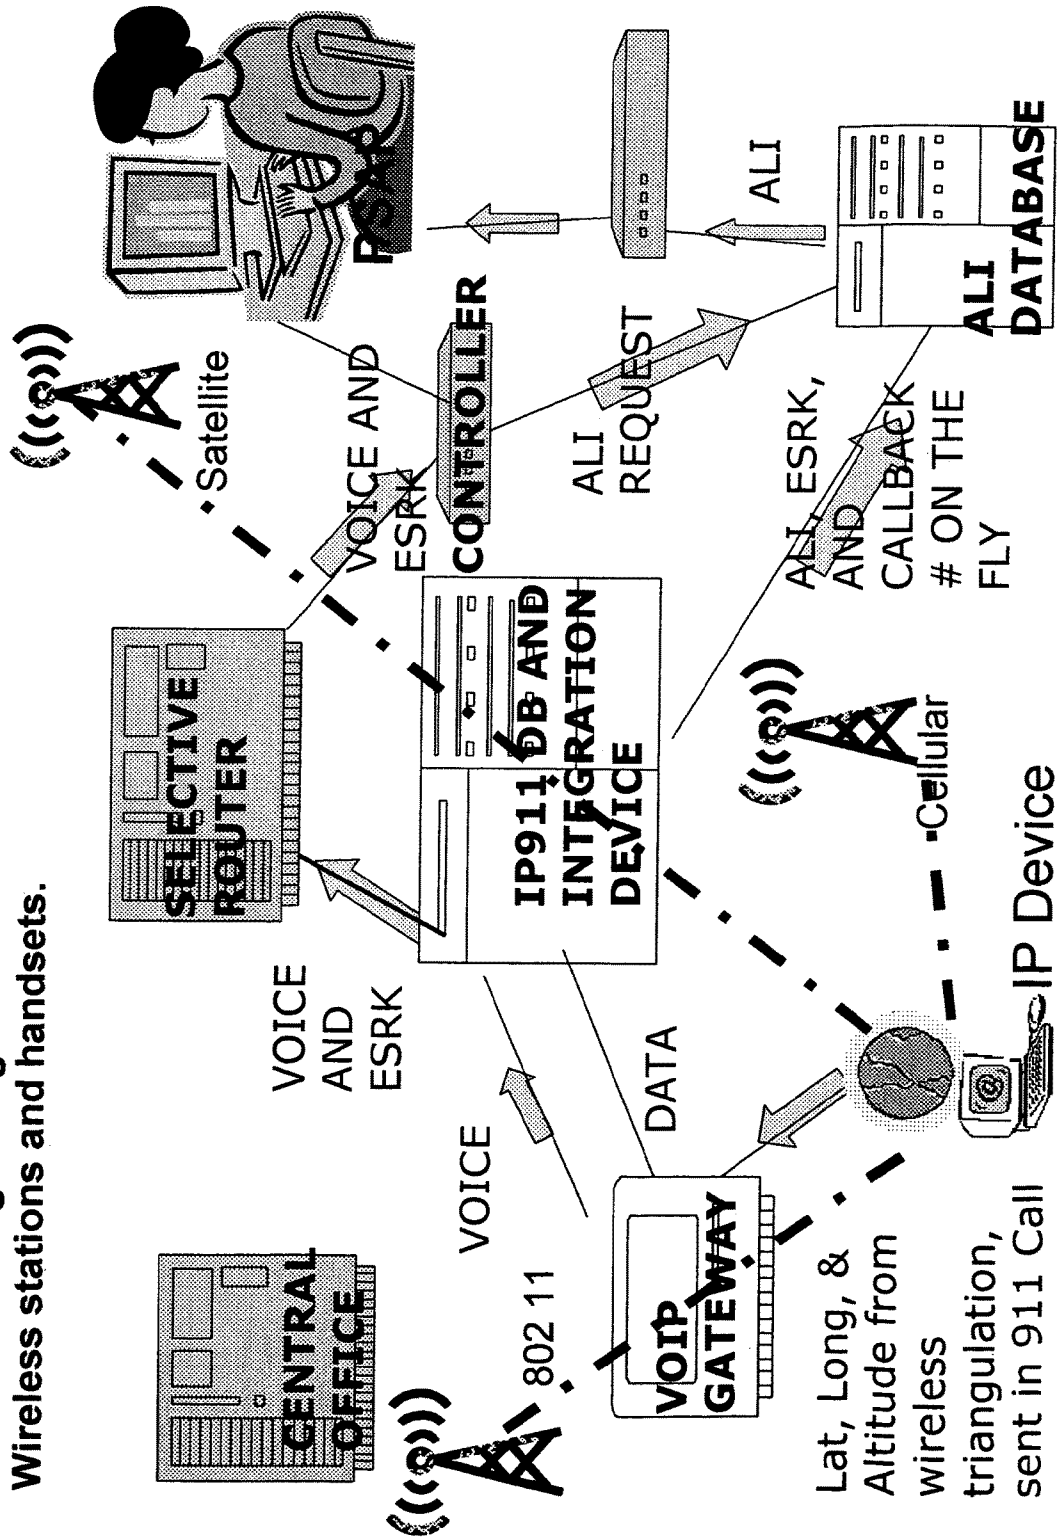 Wireless stations and handsets.
CENTRAL
OFFICE
VOICE
AND
ESRK
SELECTIVE
ROUTER
Satellite
VOICE AND
ESRK
CONTROLLER
PSAP
802 11
VOICE
IP911 DB AND
INTEGRATION
DEVICE
ALI
REQUEST
ALI
VOIP
GATEWAY
DATA
Cellular
ALI, ESRK,
AND
CALLBACK
# ON THE
FLY
ALI
DATABASE
Lat, Long, &
Altitude from
wireless
triangulation,
sent in 911 Call
@
IP Device